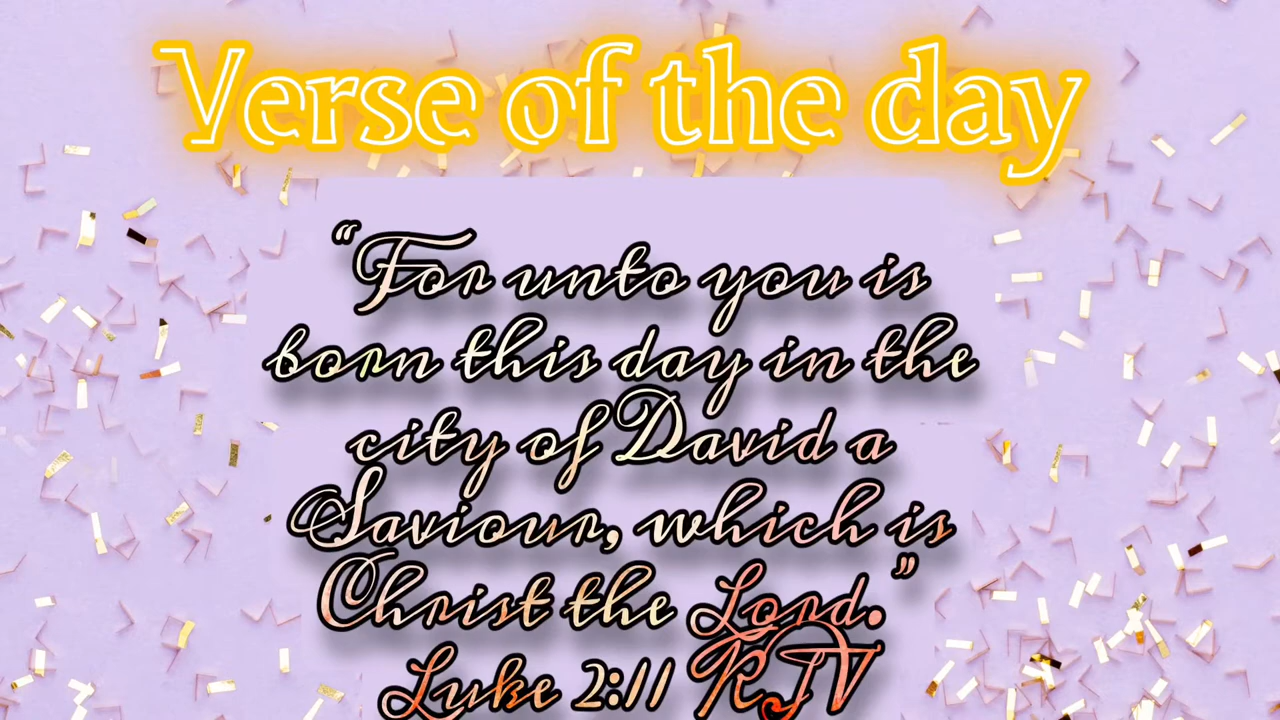 Verse of the day
“For unto you is
born this day in the
city of David a
Saviour, which is
Christ the Lord.”
Luke 2:11 KJV